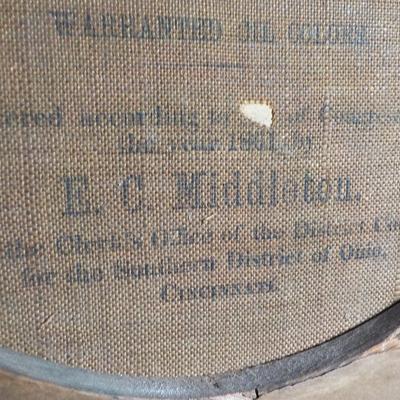 WARRANTED OIL COLORS
ered according to of Congress
the year 1861, by
E. C. Middleton,
the Clerk's Office of the District Co
for the Southern District of Ohio,
CINCINNATI.